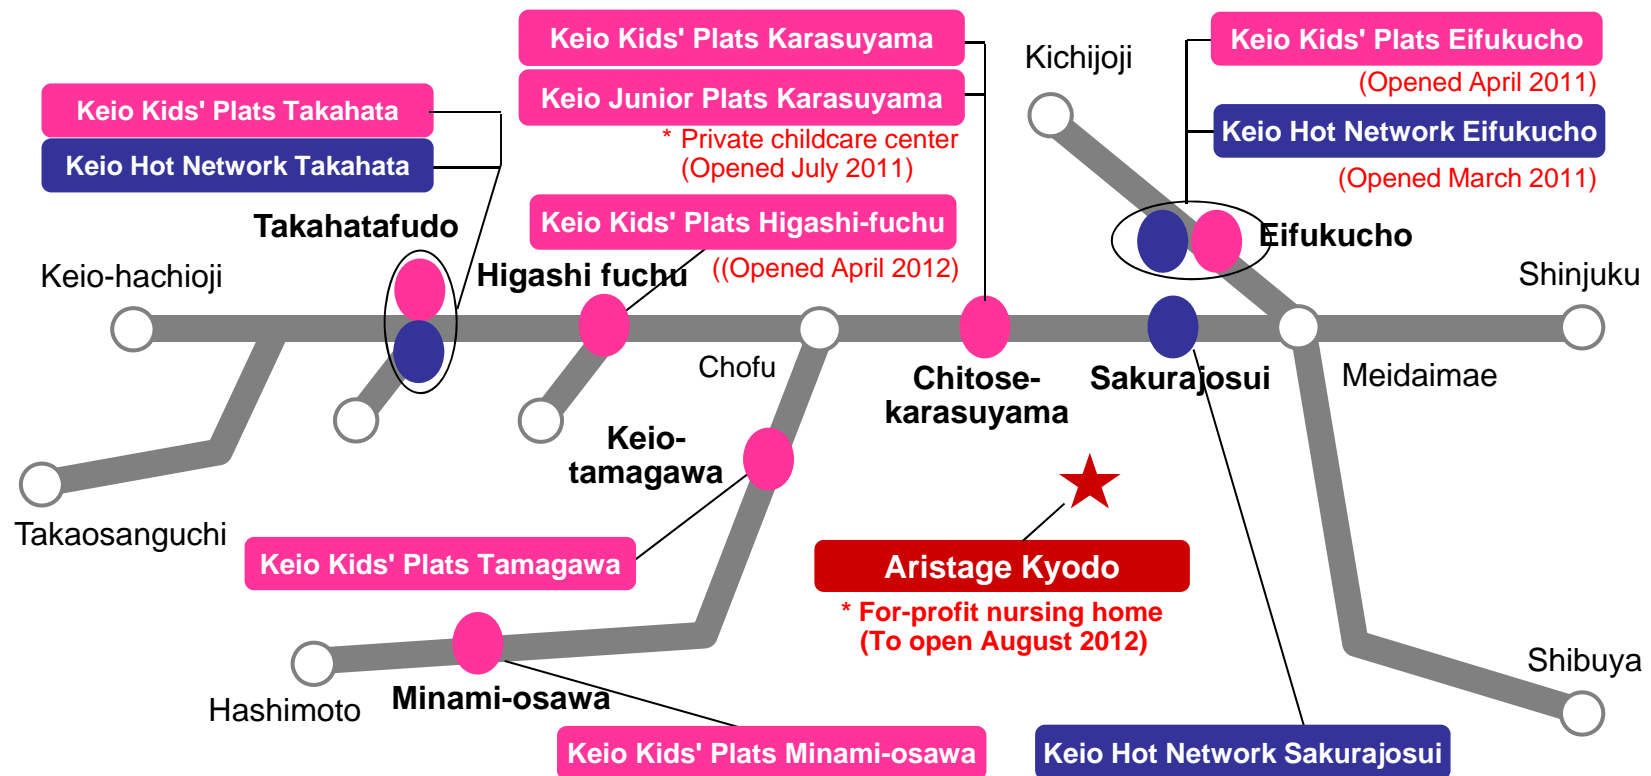 Keio Kids' Plats Karasuyama
Keio Kids' Plats Eifukucho
Kichijoji
(Opened April 2011)
Keio Kids' Plats Takahata
Keio Junior Plats Karasuyama
Keio Hot Network Eifukucho
* Private childcare center
(Opened July 2011)
Keio Hot Network Takahata
(Opened March 2011)
Takahatafudo
Keio Kids' Plats Higashi-fuchu
Eifukucho
Keio-hachioji
Higashi fuchu
((Opened April 2012)
Shinjuku
Chofu
Chitose-
karasuyama
Sakurajosui
Meidaimae
Keio-
tamagawa
Takaosanguchi
Keio Kids' Plats Tamagawa
Aristage Kyodo
* For-profit nursing home
(To open August 2012)
Shibuya
Hashimoto
Minami-osawa
Keio Kids' Plats Minami-osawa
Keio Hot Network Sakurajosui